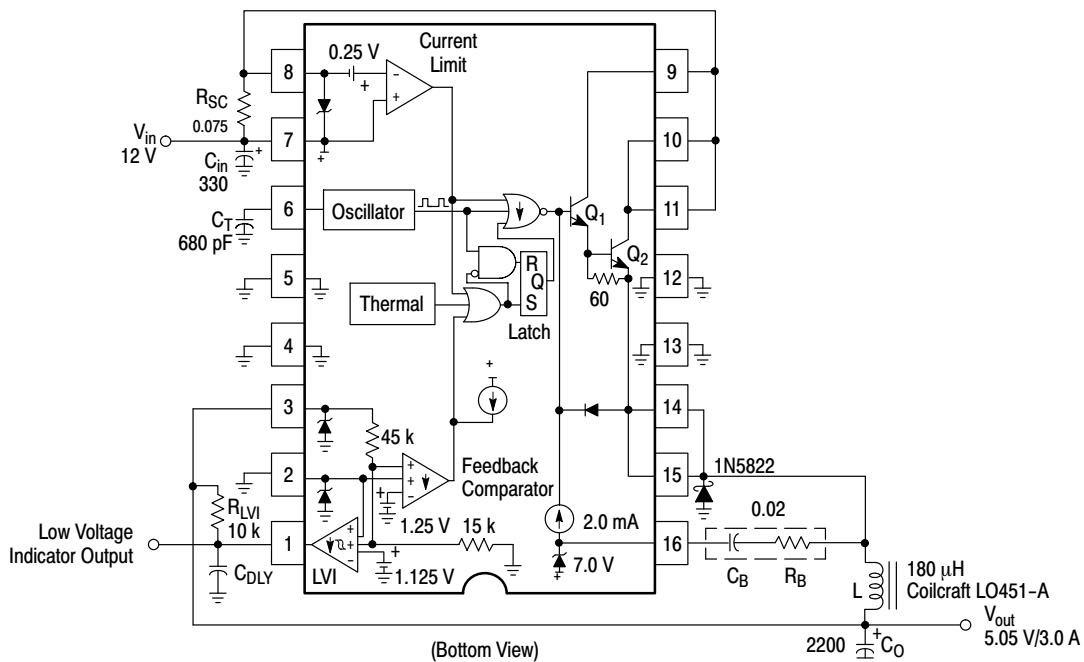 Current
Limit
0.25 V
8
9
R_SC
0.075
V_in
12 V
7
10
C_in
330
C_T
680 pF
6
Oscillator
Q_1
11
Q_2
R
Q
S
60
5
12
Thermal
Latch
4
13
3
45 k
14
2
Feedback
Comparator
15
1N5822
R_LVI
10 k
1.25 V
15 k
2.0 mA
0.02
Low Voltage
Indicator Output
1
16
C_DLY
LVI
1.125 V
7.0 V
C_B
R_B
L
180 μH
Coilcraft LO451-A
V_out
5.05 V/3.0 A
2200
C_O
(Bottom View)